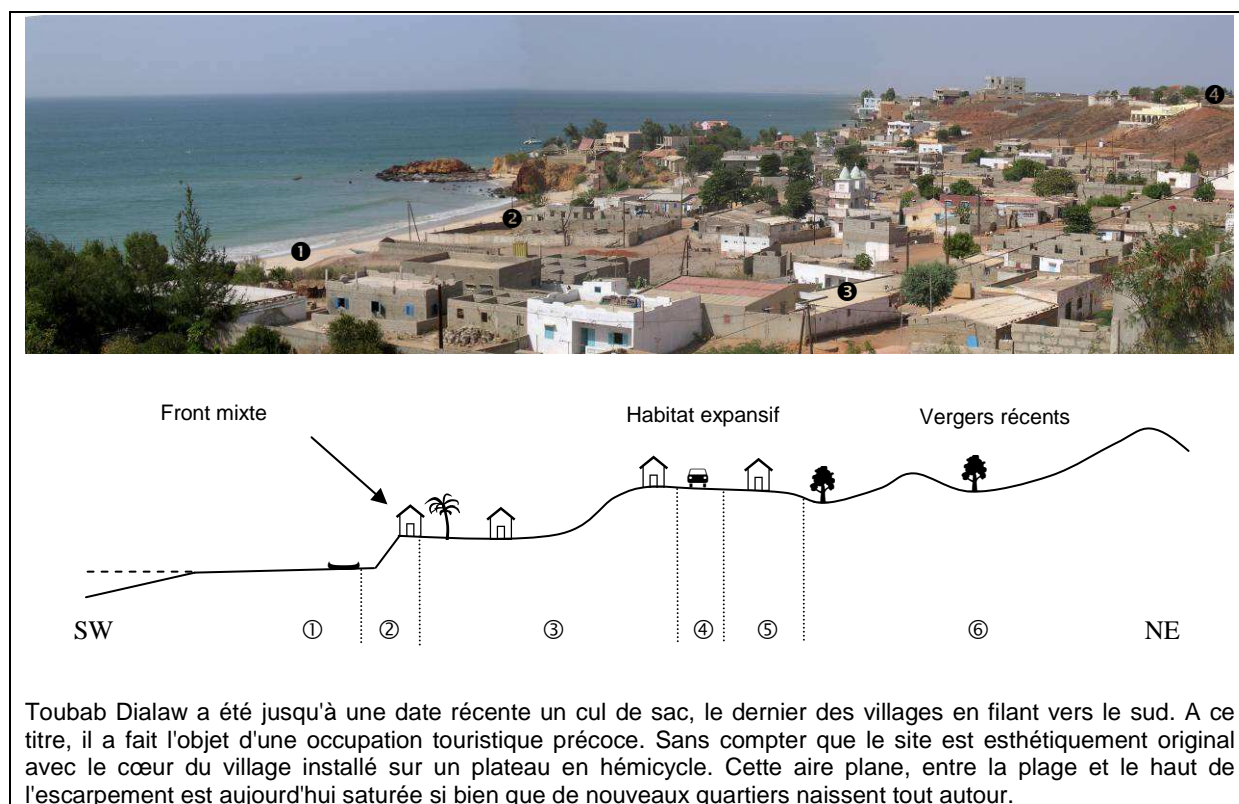 ❹
❷
❶
❸
Front mixte Habitat expansif Vergers récents
SW ① ② ③ ④ ⑤ ⑥ NE
Toubab Dialaw a été jusqu'à une date récente un cul de sac, le dernier des villages en filant vers le sud. A ce
titre, il a fait l'objet d'une occupation touristique précoce. Sans compter que le site est esthétiquement original
avec le cœur du village installé sur un plateau en hémicycle. Cette aire plane, entre la plage et le haut de
l'escarpement est aujourd'hui saturée si bien que de nouveaux quartiers naissent tout autour.